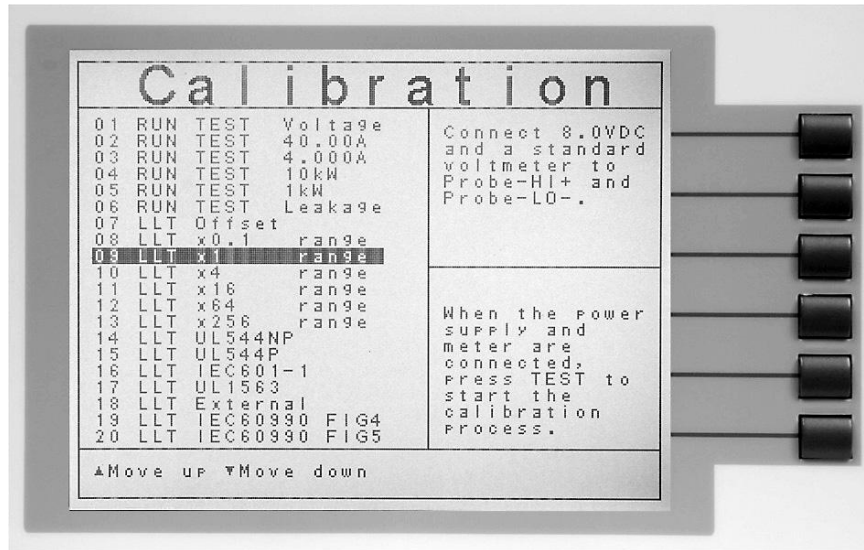 Calibration
01 RUN TEST Voltage
02 RUN TEST 40.00A
03 RUN TEST 4.000A
04 RUN TEST 10kW
05 RUN TEST 1kW
06 RUN TEST Leakage
07 LLT Offset
08 LLT x0.1 range
09 LLT x1 range
10 LLT x4 range
11 LLT x16 range
12 LLT x64 range
13 LLT x256 range
14 LLT UL544NP
15 LLT UL544P
16 LLT IEC601-1
17 LLT UL1563
18 LLT External
19 LLT IEC60990 FIG4
20 LLT IEC60990 FIG5
Connect 8.0VDC
and a standard
voltmeter to
Probe-HI+ and
Probe-LO-.
When the power
supply and
meter are
connected,
press TEST to
start the
calibration
process.
▲Move up ▼Move down